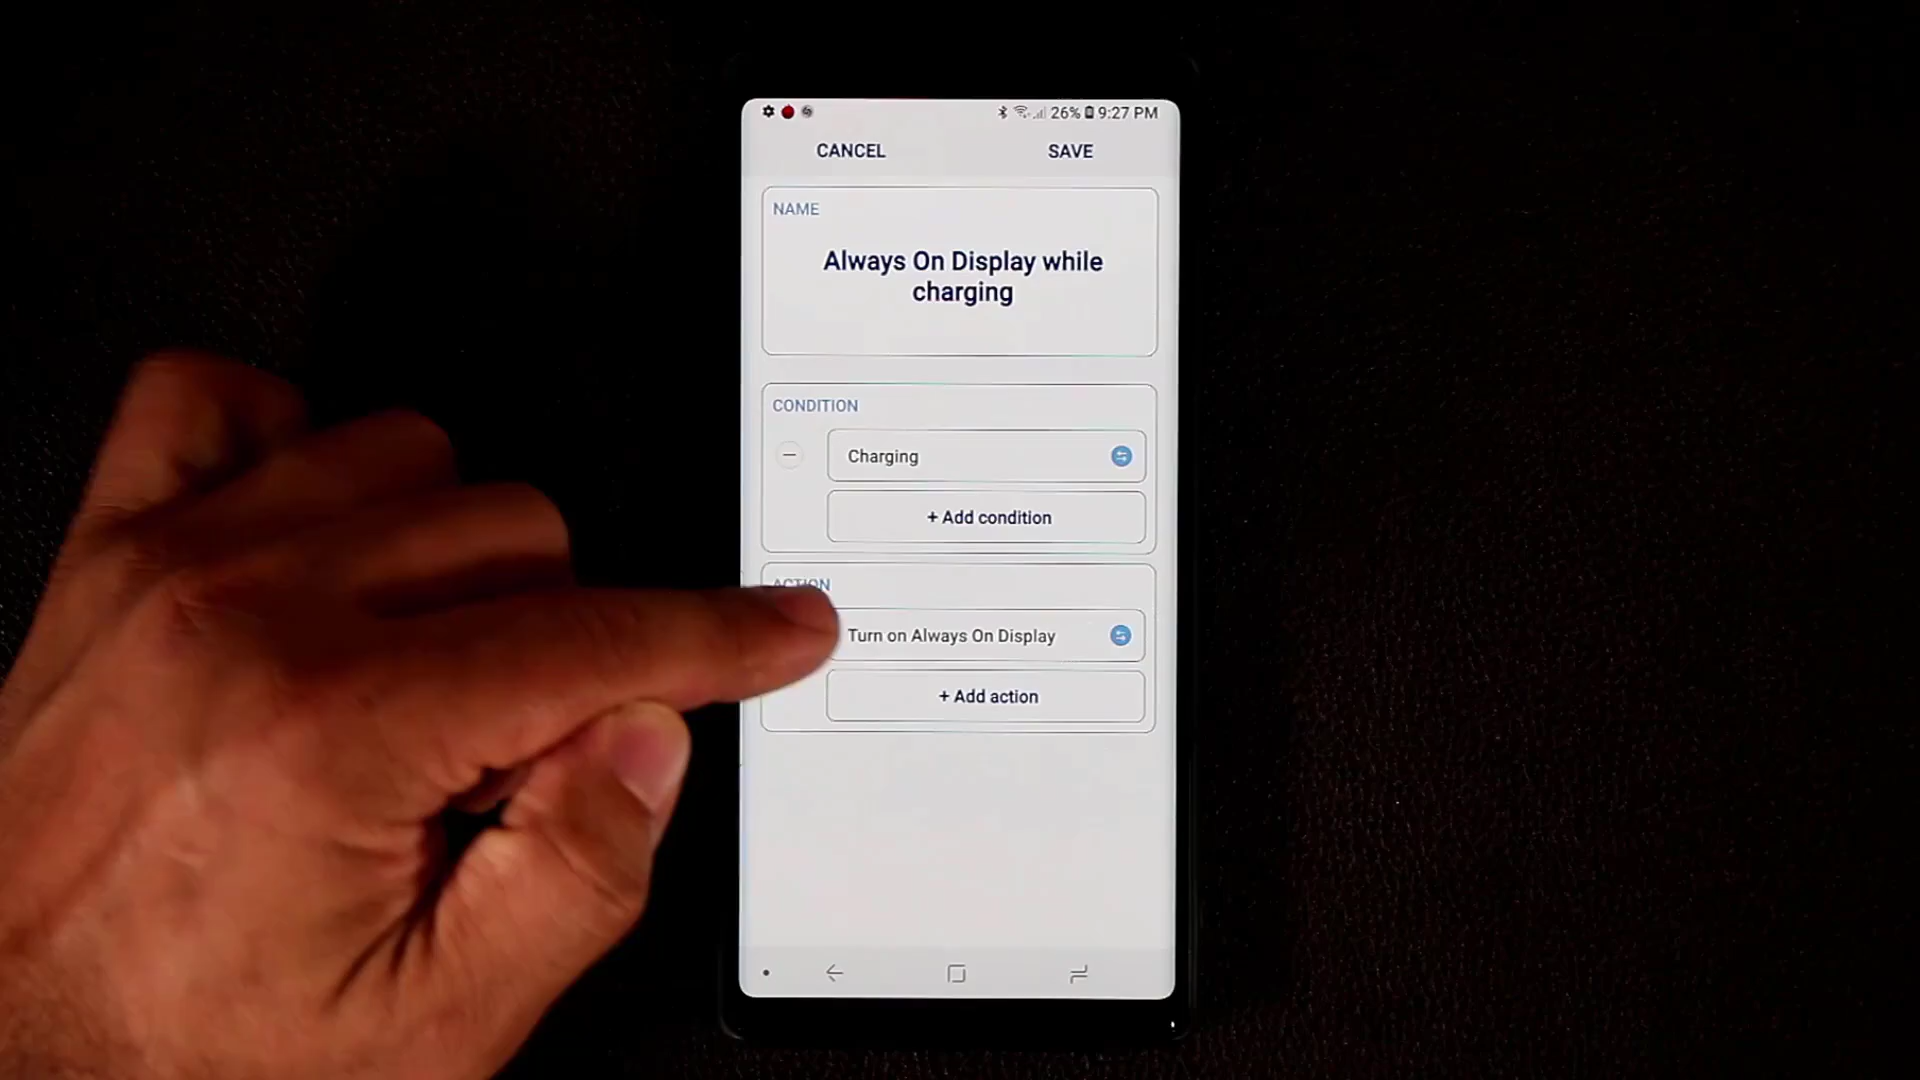 26% 9:27 PM
CANCEL SAVE
NAME
Always On Display while
charging
CONDITION
Charging
+ Add condition
ACTION
Turn on Always On Display
+ Add action